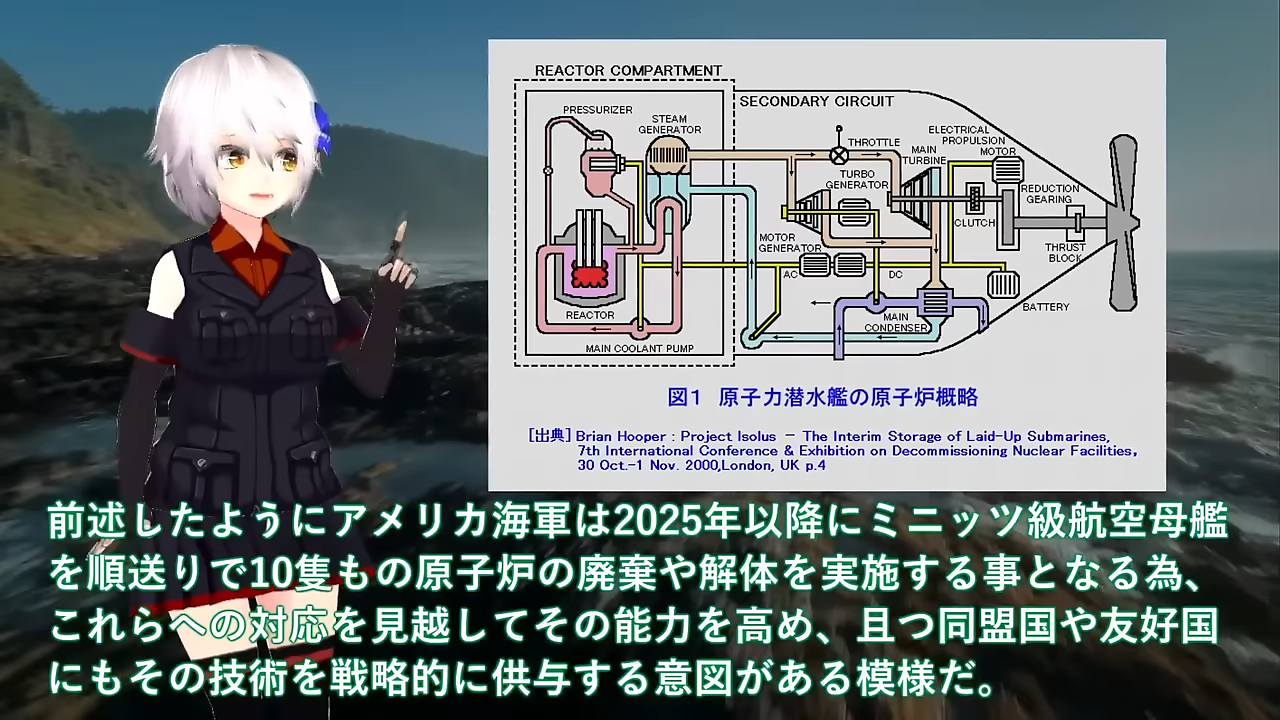 REACTOR COMPARTMENT
SECONDARY CIRCUIT
PRESSURIZER
STEAM
GENERATOR
THROTTLE
ELECTRICAL
PROPULSION
MOTOR
MAIN
TURBINE
TURBO
GENERATOR
REDUCTION
GEARING
CLUTCH
MOTOR
GENERATOR
THRUST
BLOCK
AC
DC
BATTERY
REACTOR
MAIN
CONDENSER
MAIN COOLANT PUMP
図1 原子力潜水艦の原子炉概略
[出典] Brian Hooper : Project Isolus － The Interim Storage of Laid-Up Submarines,
7th International Conference & Exhibition on Decommissioning Nuclear Facilities,
30 Oct.-1 Nov. 2000,London, UK p.4
前述したようにアメリカ海軍は2025年以降にミニッツ級航空母艦
を順送りで10隻もの原子炉の廃棄や解体を実施する事となる為、
これらへの対応を見越してその能力を高め、且つ同盟国や友好国
にもその技術を戦略的に供与する意図がある模様だ。